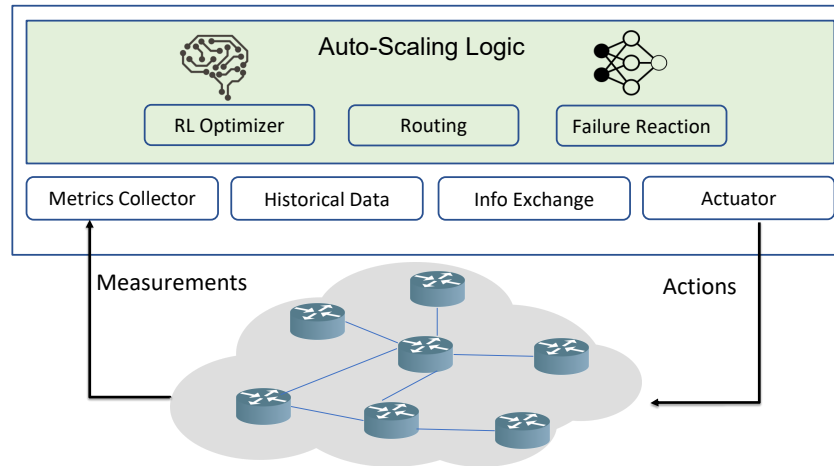 Auto-Scaling Logic
RL Optimizer
Routing
Failure Reaction
Metrics Collector
Historical Data
Info Exchange
Actuator
Measurements
Actions